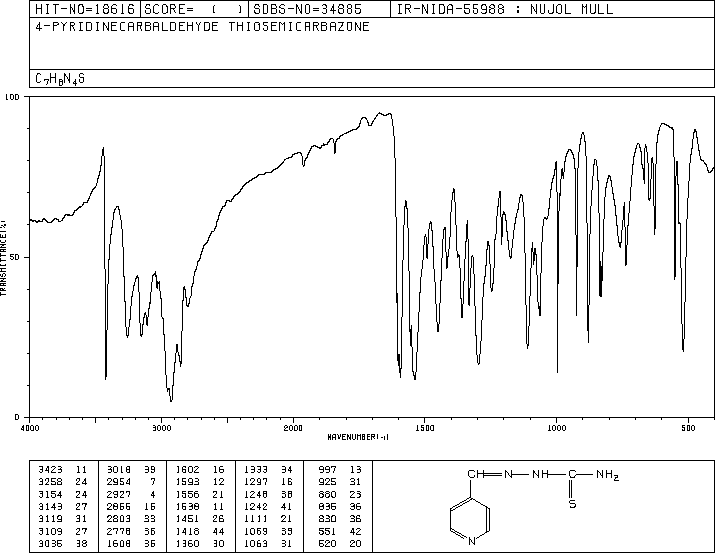 HIT-NO=18616 SCORE= ( ) SDBS-NO=34885 IR-NIDA-55988 : NUJOL MULL
4-PYRIDINECARBALDEHYDE THIOSEMICARBAZONE
C7H8N4S
100
TRANSMITTANCE(%)
50
0
4000 3000 2000 1500 1000 500
WAVENUMBER(-1)
3423 11 3018 39 1602 16 1333 34 997 13
3258 24 2954 7 1593 12 1297 16 925 31
3154 24 2927 4 1556 21 1248 38 880 23
3143 27 2866 16 1538 11 1242 41 835 36
3119 31 2803 33 1451 26 1111 21 830 36
3109 27 2778 36 1418 44 1069 39 551 42
3035 38 1608 36 1360 30 1063 31 520 20
CH N NH C NH2
S
N